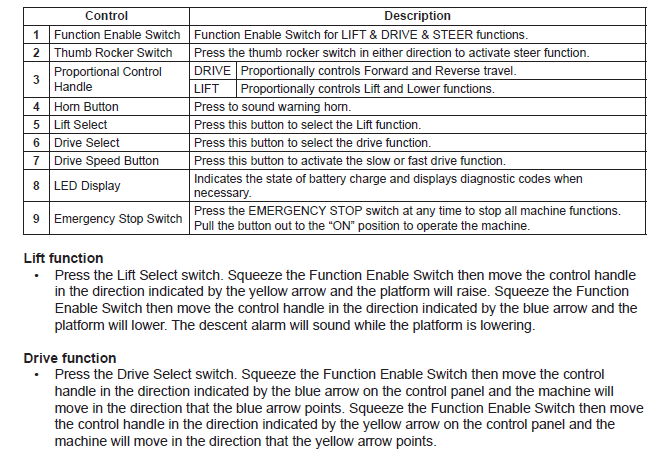 Control Description
1 Function Enable Switch Function Enable Switch for LIFT & DRIVE & STEER functions.
2 Thumb Rocker Switch Press the thumb rocker switch in either direction to activate steer function.
3 Proportional Control Handle DRIVE Proportionally controls Forward and Reverse travel.
LIFT Proportionally controls Lift and Lower functions.
4 Horn Button Press to sound warning horn.
5 Lift Select Press this button to select the Lift function.
6 Drive Select Press this button to select the drive function.
7 Drive Speed Button Press this button to activate the slow or fast drive function.
8 LED Display Indicates the state of battery charge and displays diagnostic codes when
necessary.
9 Emergency Stop Switch Press the EMERGENCY STOP switch at any time to stop all machine functions.
Pull the button out to the “ON” position to operate the machine.
Lift function
• Press the Lift Select switch. Squeeze the Function Enable Switch then move the control handle
in the direction indicated by the yellow arrow and the platform will raise. Squeeze the Function
Enable Switch then move the control handle in the direction indicated by the blue arrow and the
platform will lower. The descent alarm will sound while the platform is lowering.
Drive function
• Press the Drive Select switch. Squeeze the Function Enable Switch then move the control
handle in the direction indicated by the blue arrow on the control panel and the machine will
move in the direction that the blue arrow points. Squeeze the Function Enable Switch then move
the control handle in the direction indicated by the yellow arrow on the control panel and the
machine will move in the direction that the yellow arrow points.